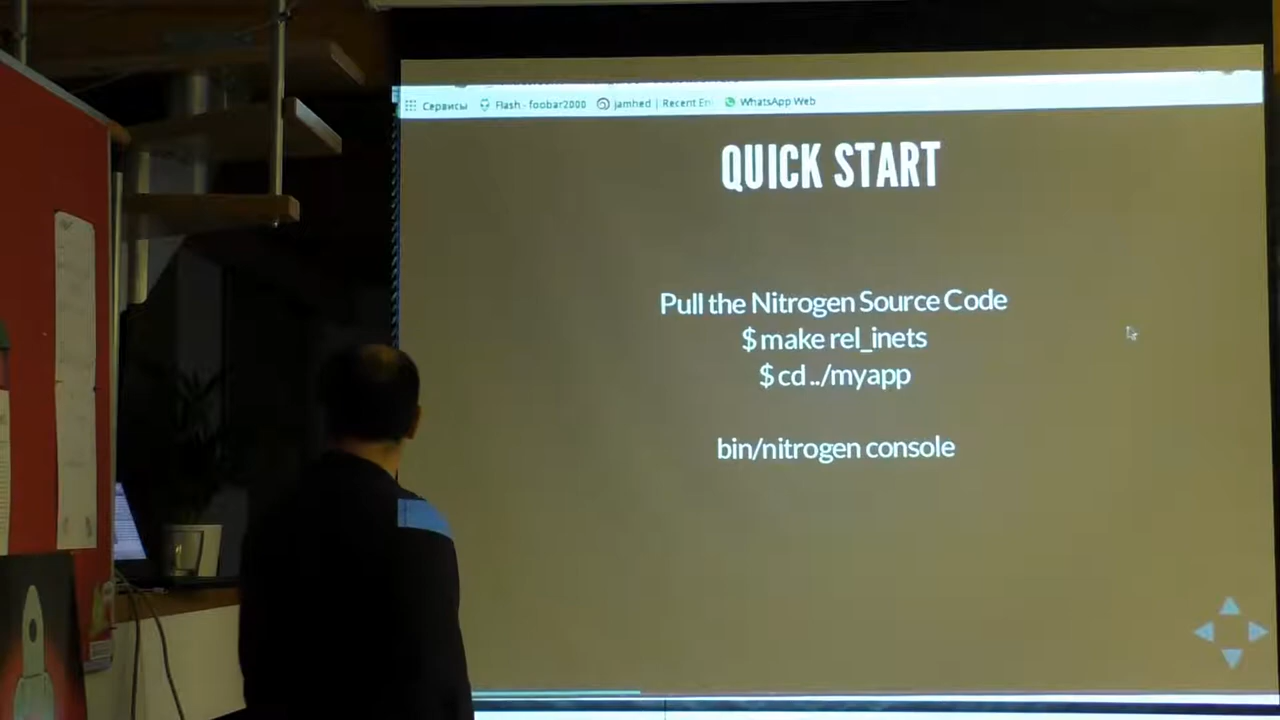 Сервисы Flash - foobar2000 jamhed | Recent En WhatsApp Web
QUICK START
Pull the Nitrogen Source Code
$ make rel_inets
$ cd ../myapp
bin/nitrogen console